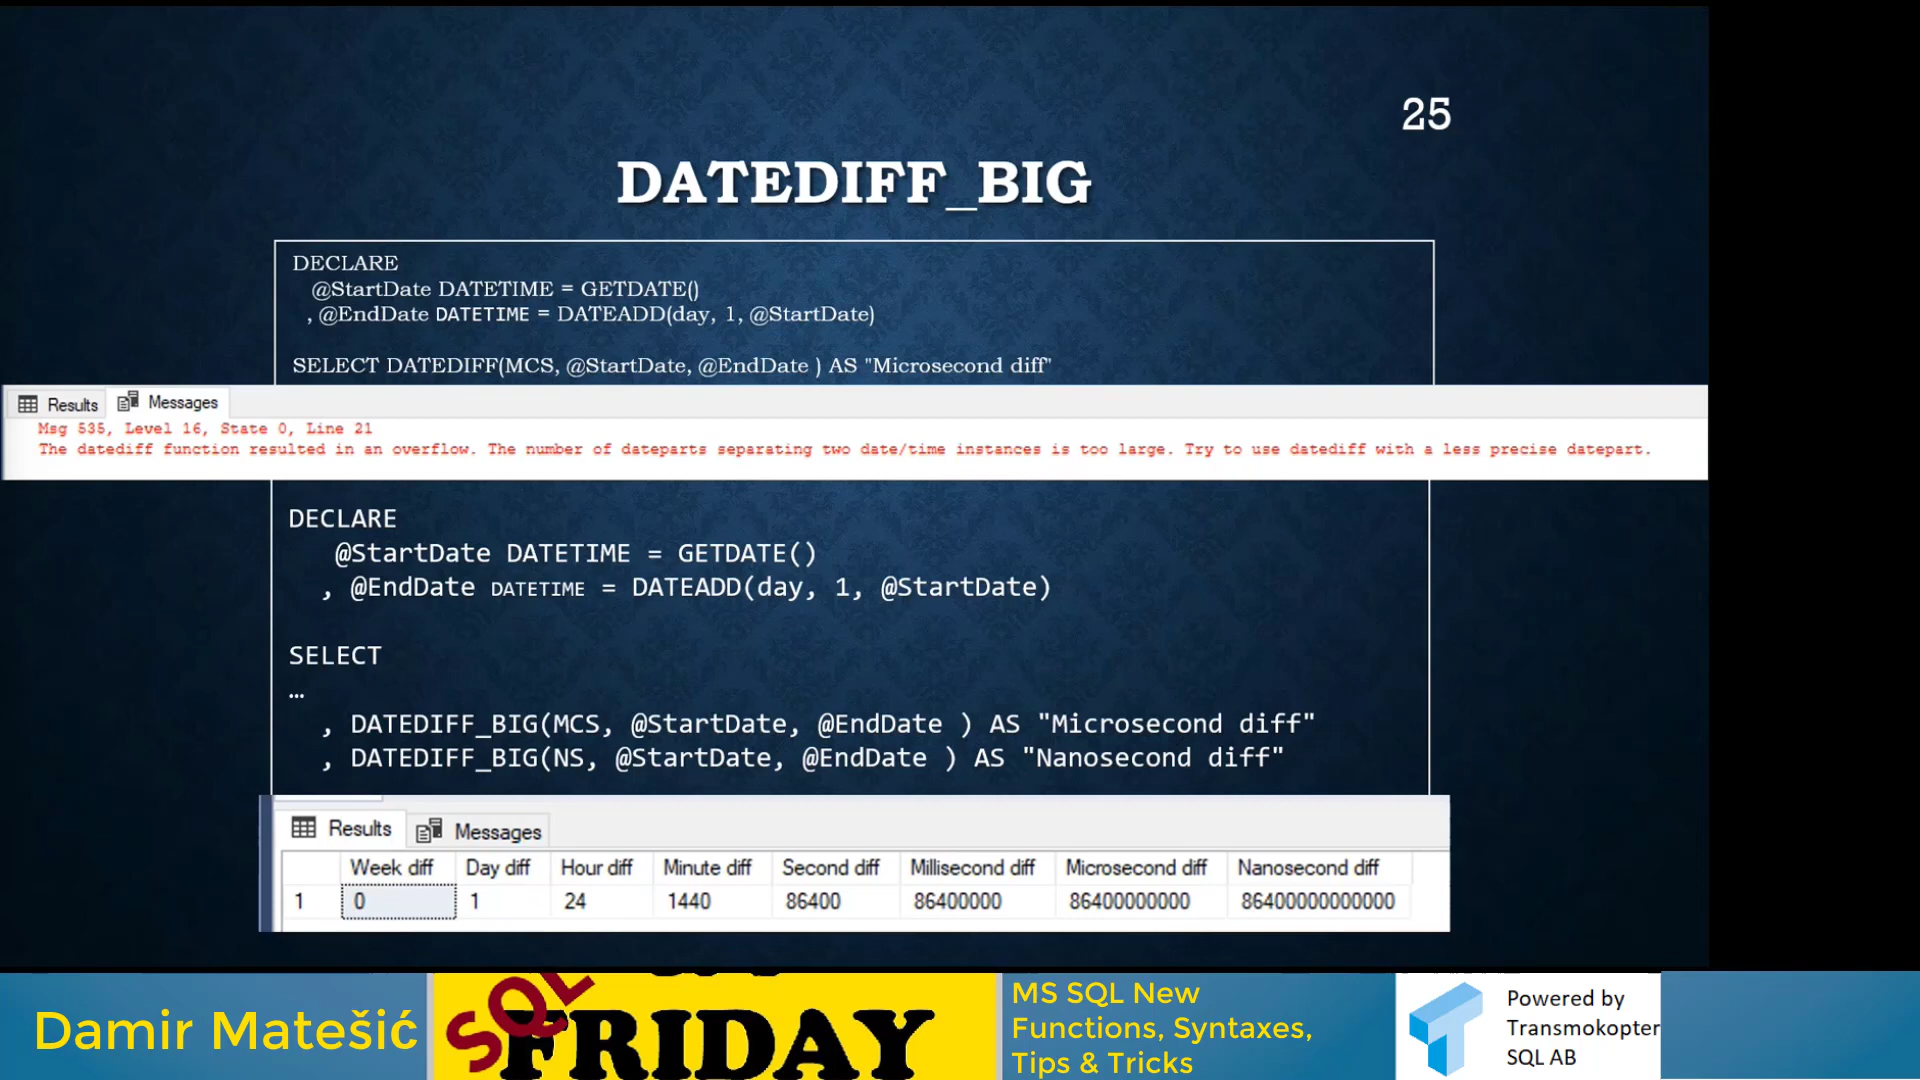 25
DATEDIFF_BIG
DECLARE
@StartDate DATETIME = GETDATE()
, @EndDate DATETIME = DATEADD(day, 1, @StartDate)
SELECT DATEDIFF(MCS, @StartDate, @EndDate ) AS "Microsecond diff"
Results Messages
Msg 535, Level 16, State 0, Line 21
The datediff function resulted in an overflow. The number of dateparts separating two date/time instances is too large. Try to use datediff with a less precise datepart.
DECLARE
@StartDate DATETIME = GETDATE()
, @EndDate DATETIME = DATEADD(day, 1, @StartDate)
SELECT
…
, DATEDIFF_BIG(MCS, @StartDate, @EndDate ) AS "Microsecond diff"
, DATEDIFF_BIG(NS, @StartDate, @EndDate ) AS "Nanosecond diff"
Results Messages
Week diff Day diff Hour diff Minute diff Second diff Millisecond diff Microsecond diff Nanosecond diff
1 0 1 24 1440 86400 86400000 86400000000 86400000000000
Damir Matešić
SQL
FRIDAY
MS SQL New
Functions, Syntaxes,
Tips & Tricks
Powered by
Transmokopter
SQL AB